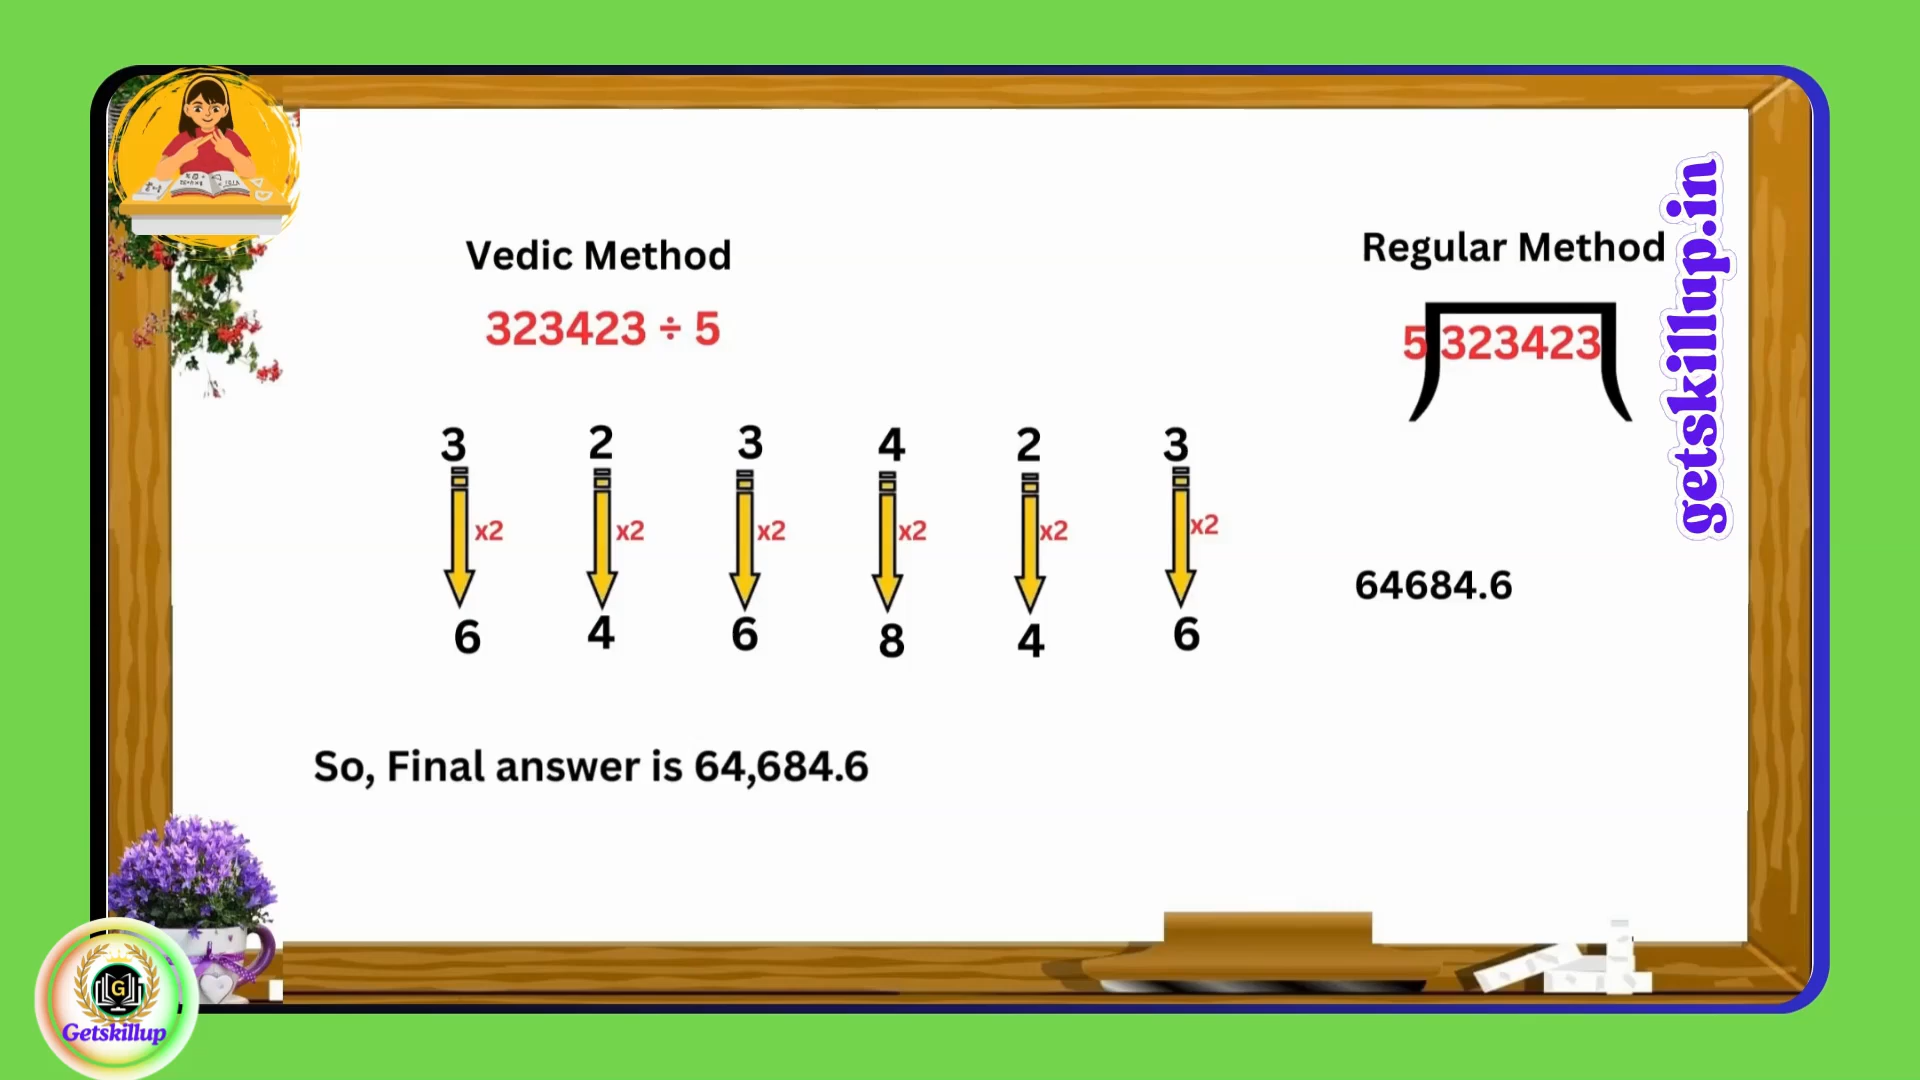 Vedic Method
323423 ÷ 5
3 2 3 4 2 3
x2 x2 x2 x2 x2 x2
6 4 6 8 4 6
So, Final answer is 64,684.6
Regular Method
5 323423
64684.6
getskillup.in
G
Getskillup